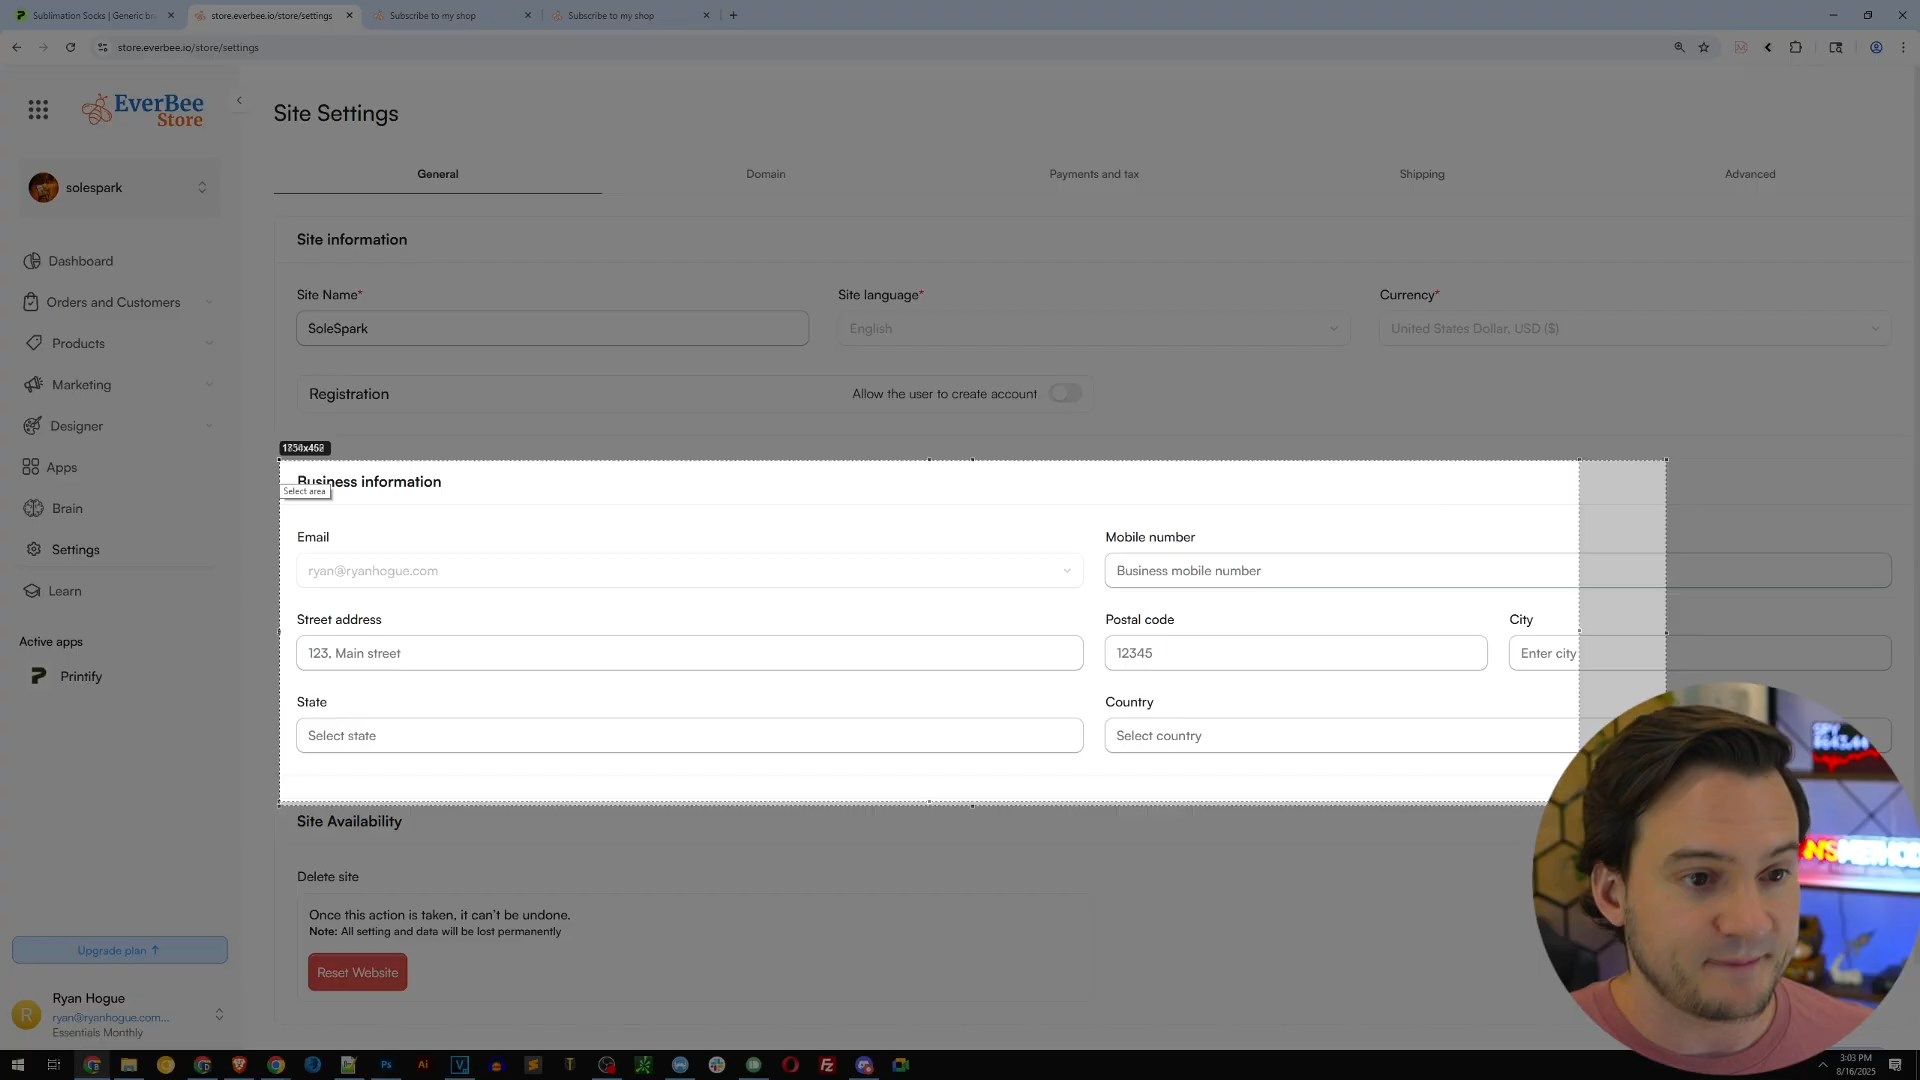 Sublimation Socks | Generic br
store.everbee.io/store/settings
Subscribe to my shop
Subscribe to my shop
store.everbee.io/store/settings
EverBee
Store
Site Settings
solespark
General
Domain
Payments and tax
Shipping
Advanced
Site information
Dashboard
Orders and Customers
Products
Marketing
Designer
Apps
Brain
Settings
Learn
Active apps
Printify
Site Name*
Site language*
Currency*
SoleSpark
English
United States Dollar, USD ($)
Registration
Allow the user to create account
Business information
Select area
Email
Mobile number
ryan@ryanhogue.com
Business mobile number
Street address
Postal code
City
123, Main street
12345
Enter city
State
Country
Select state
Select country
Site Availability
Delete site
Once this action is taken, it can't be undone.
Note: All setting and data will be lost permanently
Reset Website
Upgrade plan
R
Ryan Hogue
ryan@ryanhogue.com...
Essentials Monthly
3:03 PM
8/16/2025